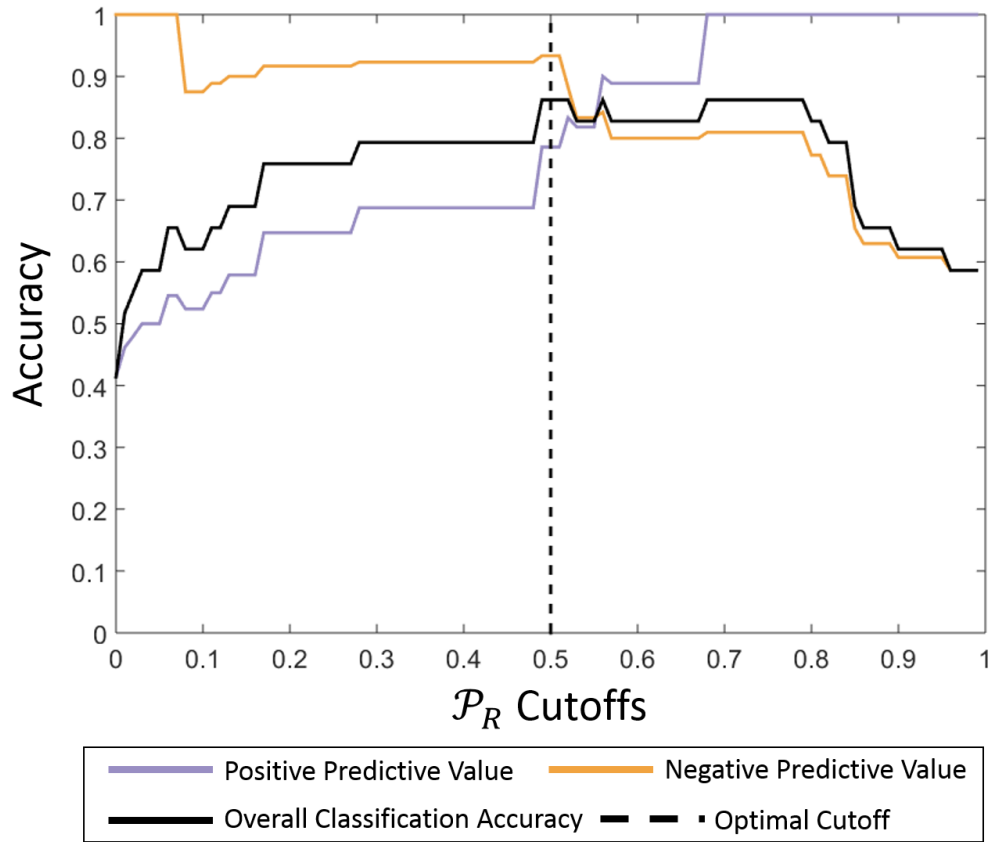 Accuracy
1
0.9
0.8
0.7
0.6
0.5
0.4
0.3
0.2
0.1
0
0 0.1 0.2 0.3 0.4 0.5 0.6 0.7 0.8 0.9 1
𝒫_R Cutoffs
Positive Predictive Value Negative Predictive Value
Overall Classification Accuracy Optimal Cutoff